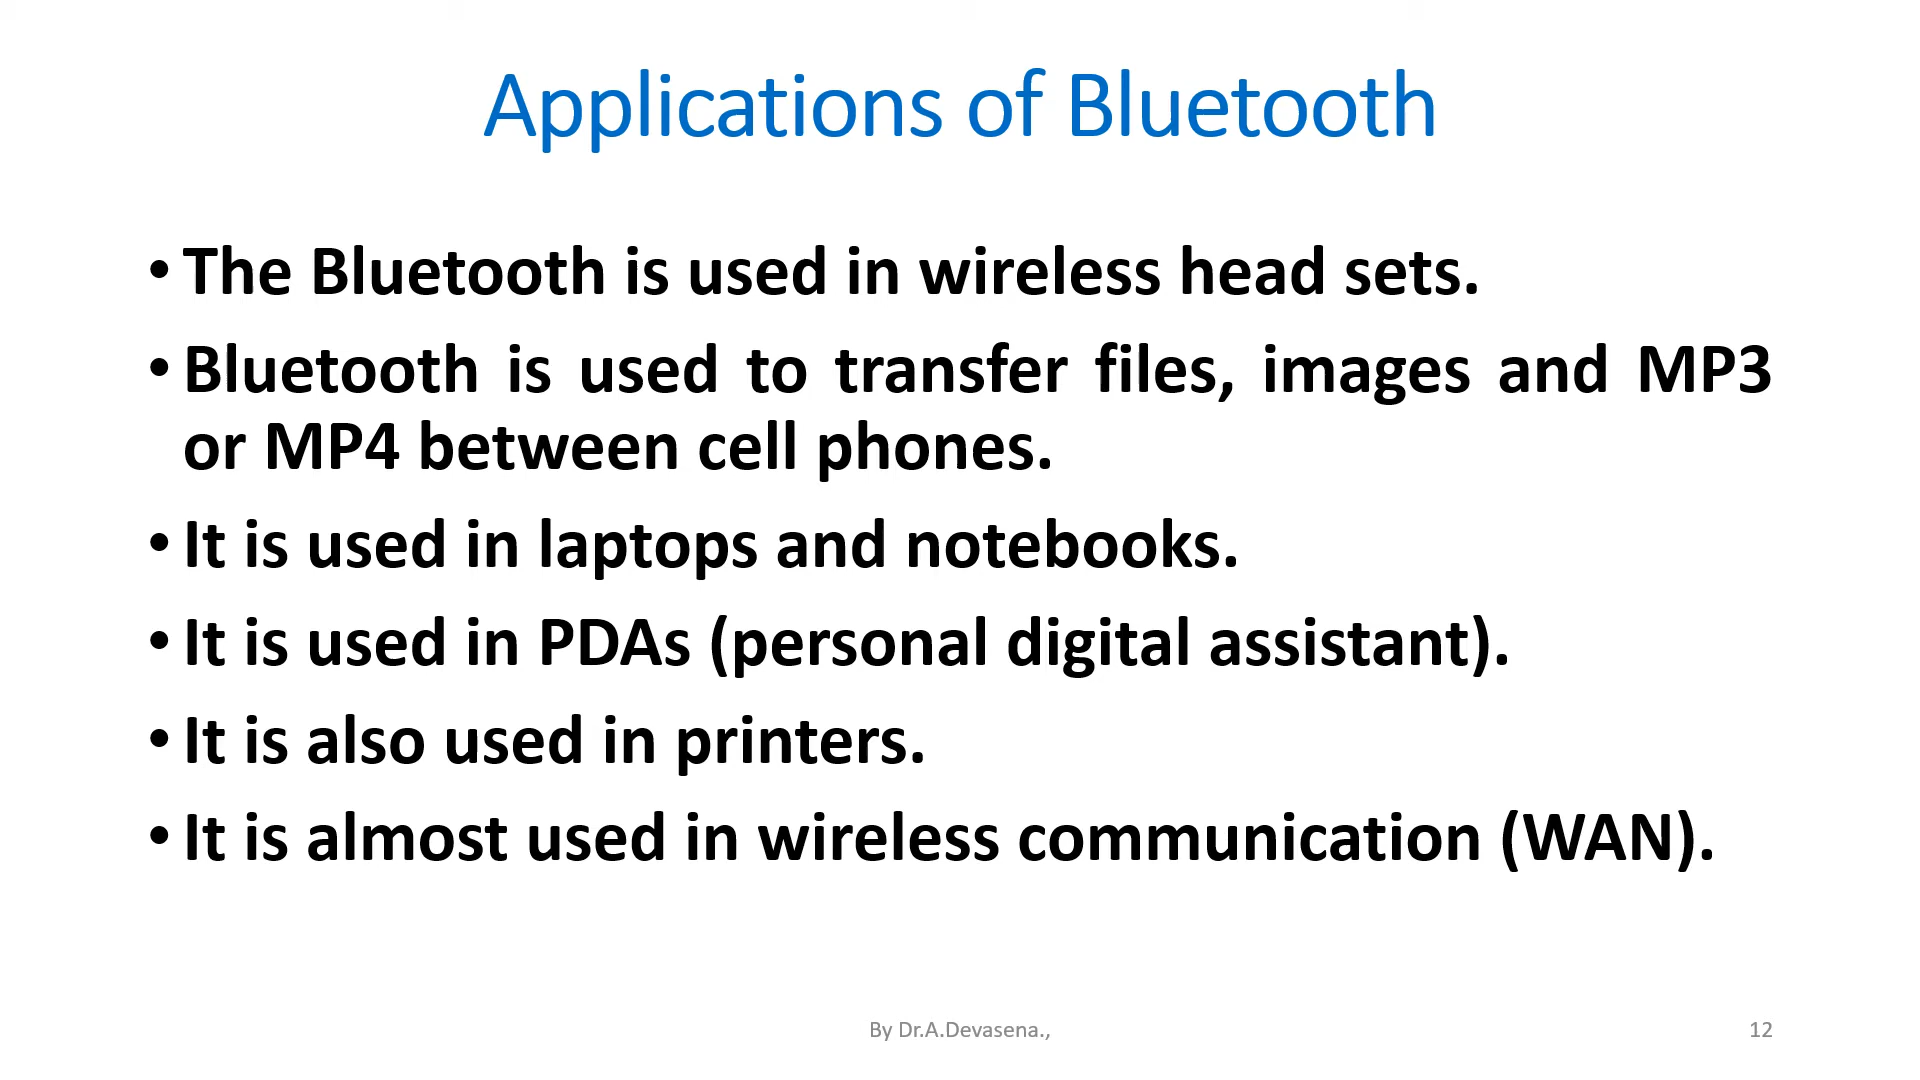 Applications of Bluetooth
• The Bluetooth is used in wireless head sets.
• Bluetooth is used to transfer files, images and MP3
or MP4 between cell phones.
• It is used in laptops and notebooks.
• It is used in PDAs (personal digital assistant).
• It is also used in printers.
• It is almost used in wireless communication (WAN).
By Dr.A.Devasena.,
12